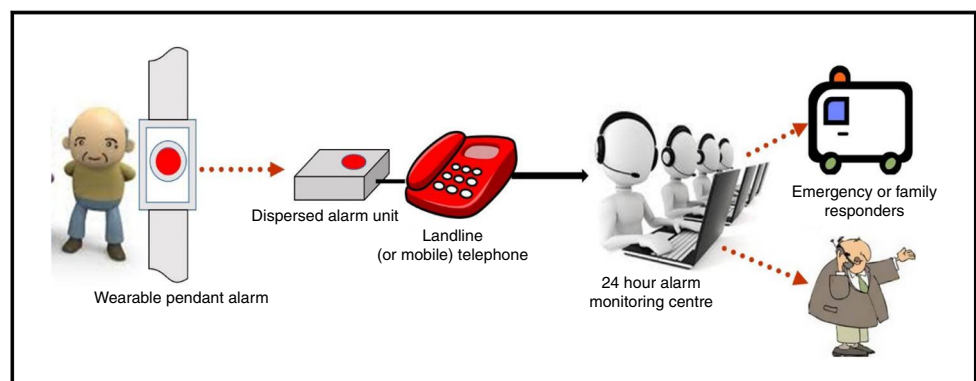 Wearable pendant alarm
Dispersed alarm unit
Landline
(or mobile) telephone
24 hour alarm
monitoring centre
Emergency or family
responders